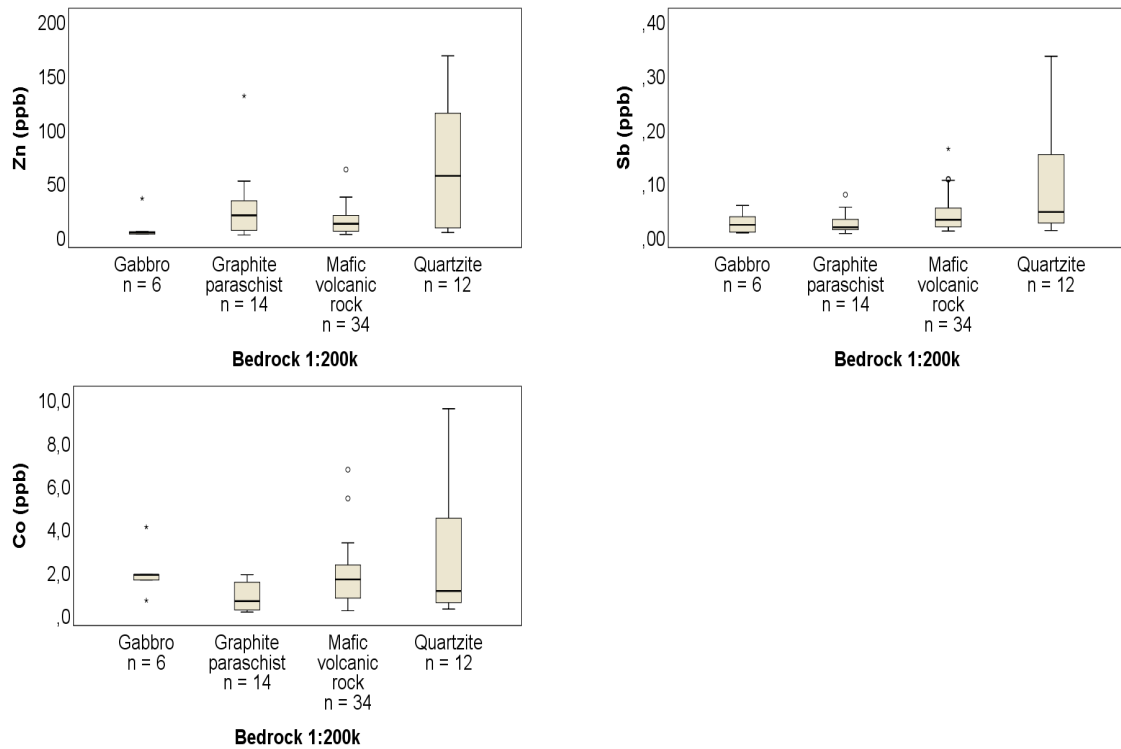 200
150
100
50
0
Zn (ppb)
Gabbro
n = 6
Graphite
paraschist
n = 14
Mafic
volcanic
rock
n = 34
Quartzite
n = 12
Bedrock 1:200k
,40
,30
,20
,10
,00
Sb (ppb)
Gabbro
n = 6
Graphite
paraschist
n = 14
Mafic
volcanic
rock
n = 34
Quartzite
n = 12
Bedrock 1:200k
10,0
8,0
6,0
4,0
2,0
,0
Co (ppb)
Gabbro
n = 6
Graphite
paraschist
n = 14
Mafic
volcanic
rock
n = 34
Quartzite
n = 12
Bedrock 1:200k